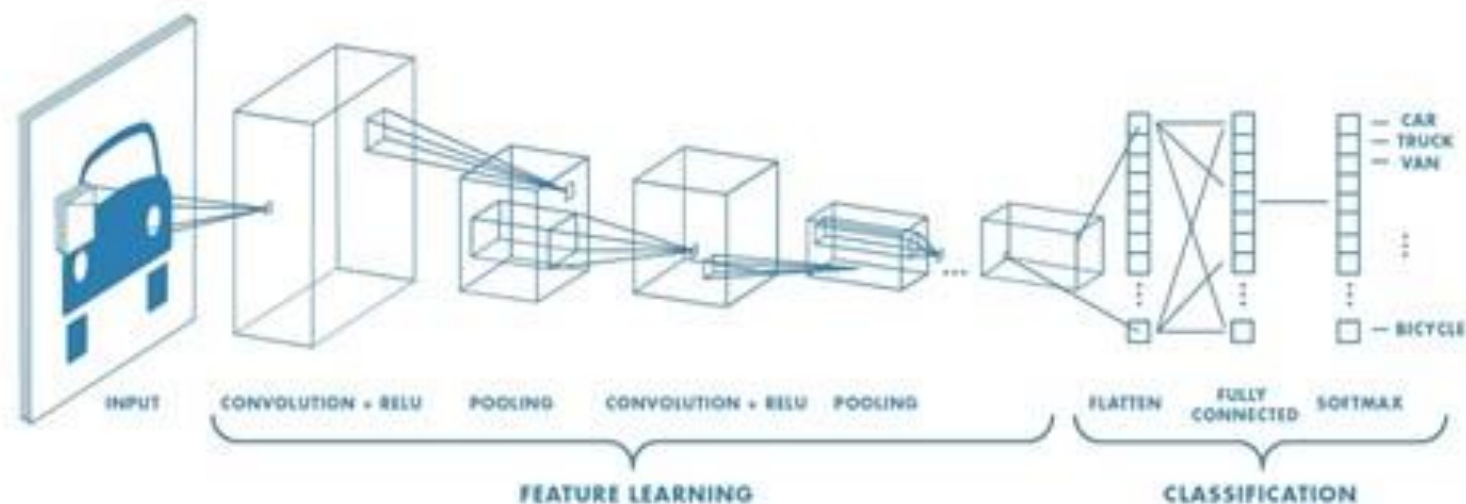 CAR
TRUCK
VAN
BICYCLE
INPUT
CONVOLUTION + RELU
POOLING
CONVOLUTION + RELU
POOLING
FLATTEN
FULLY
CONNECTED
SOFTMAX
FEATURE LEARNING
CLASSIFICATION